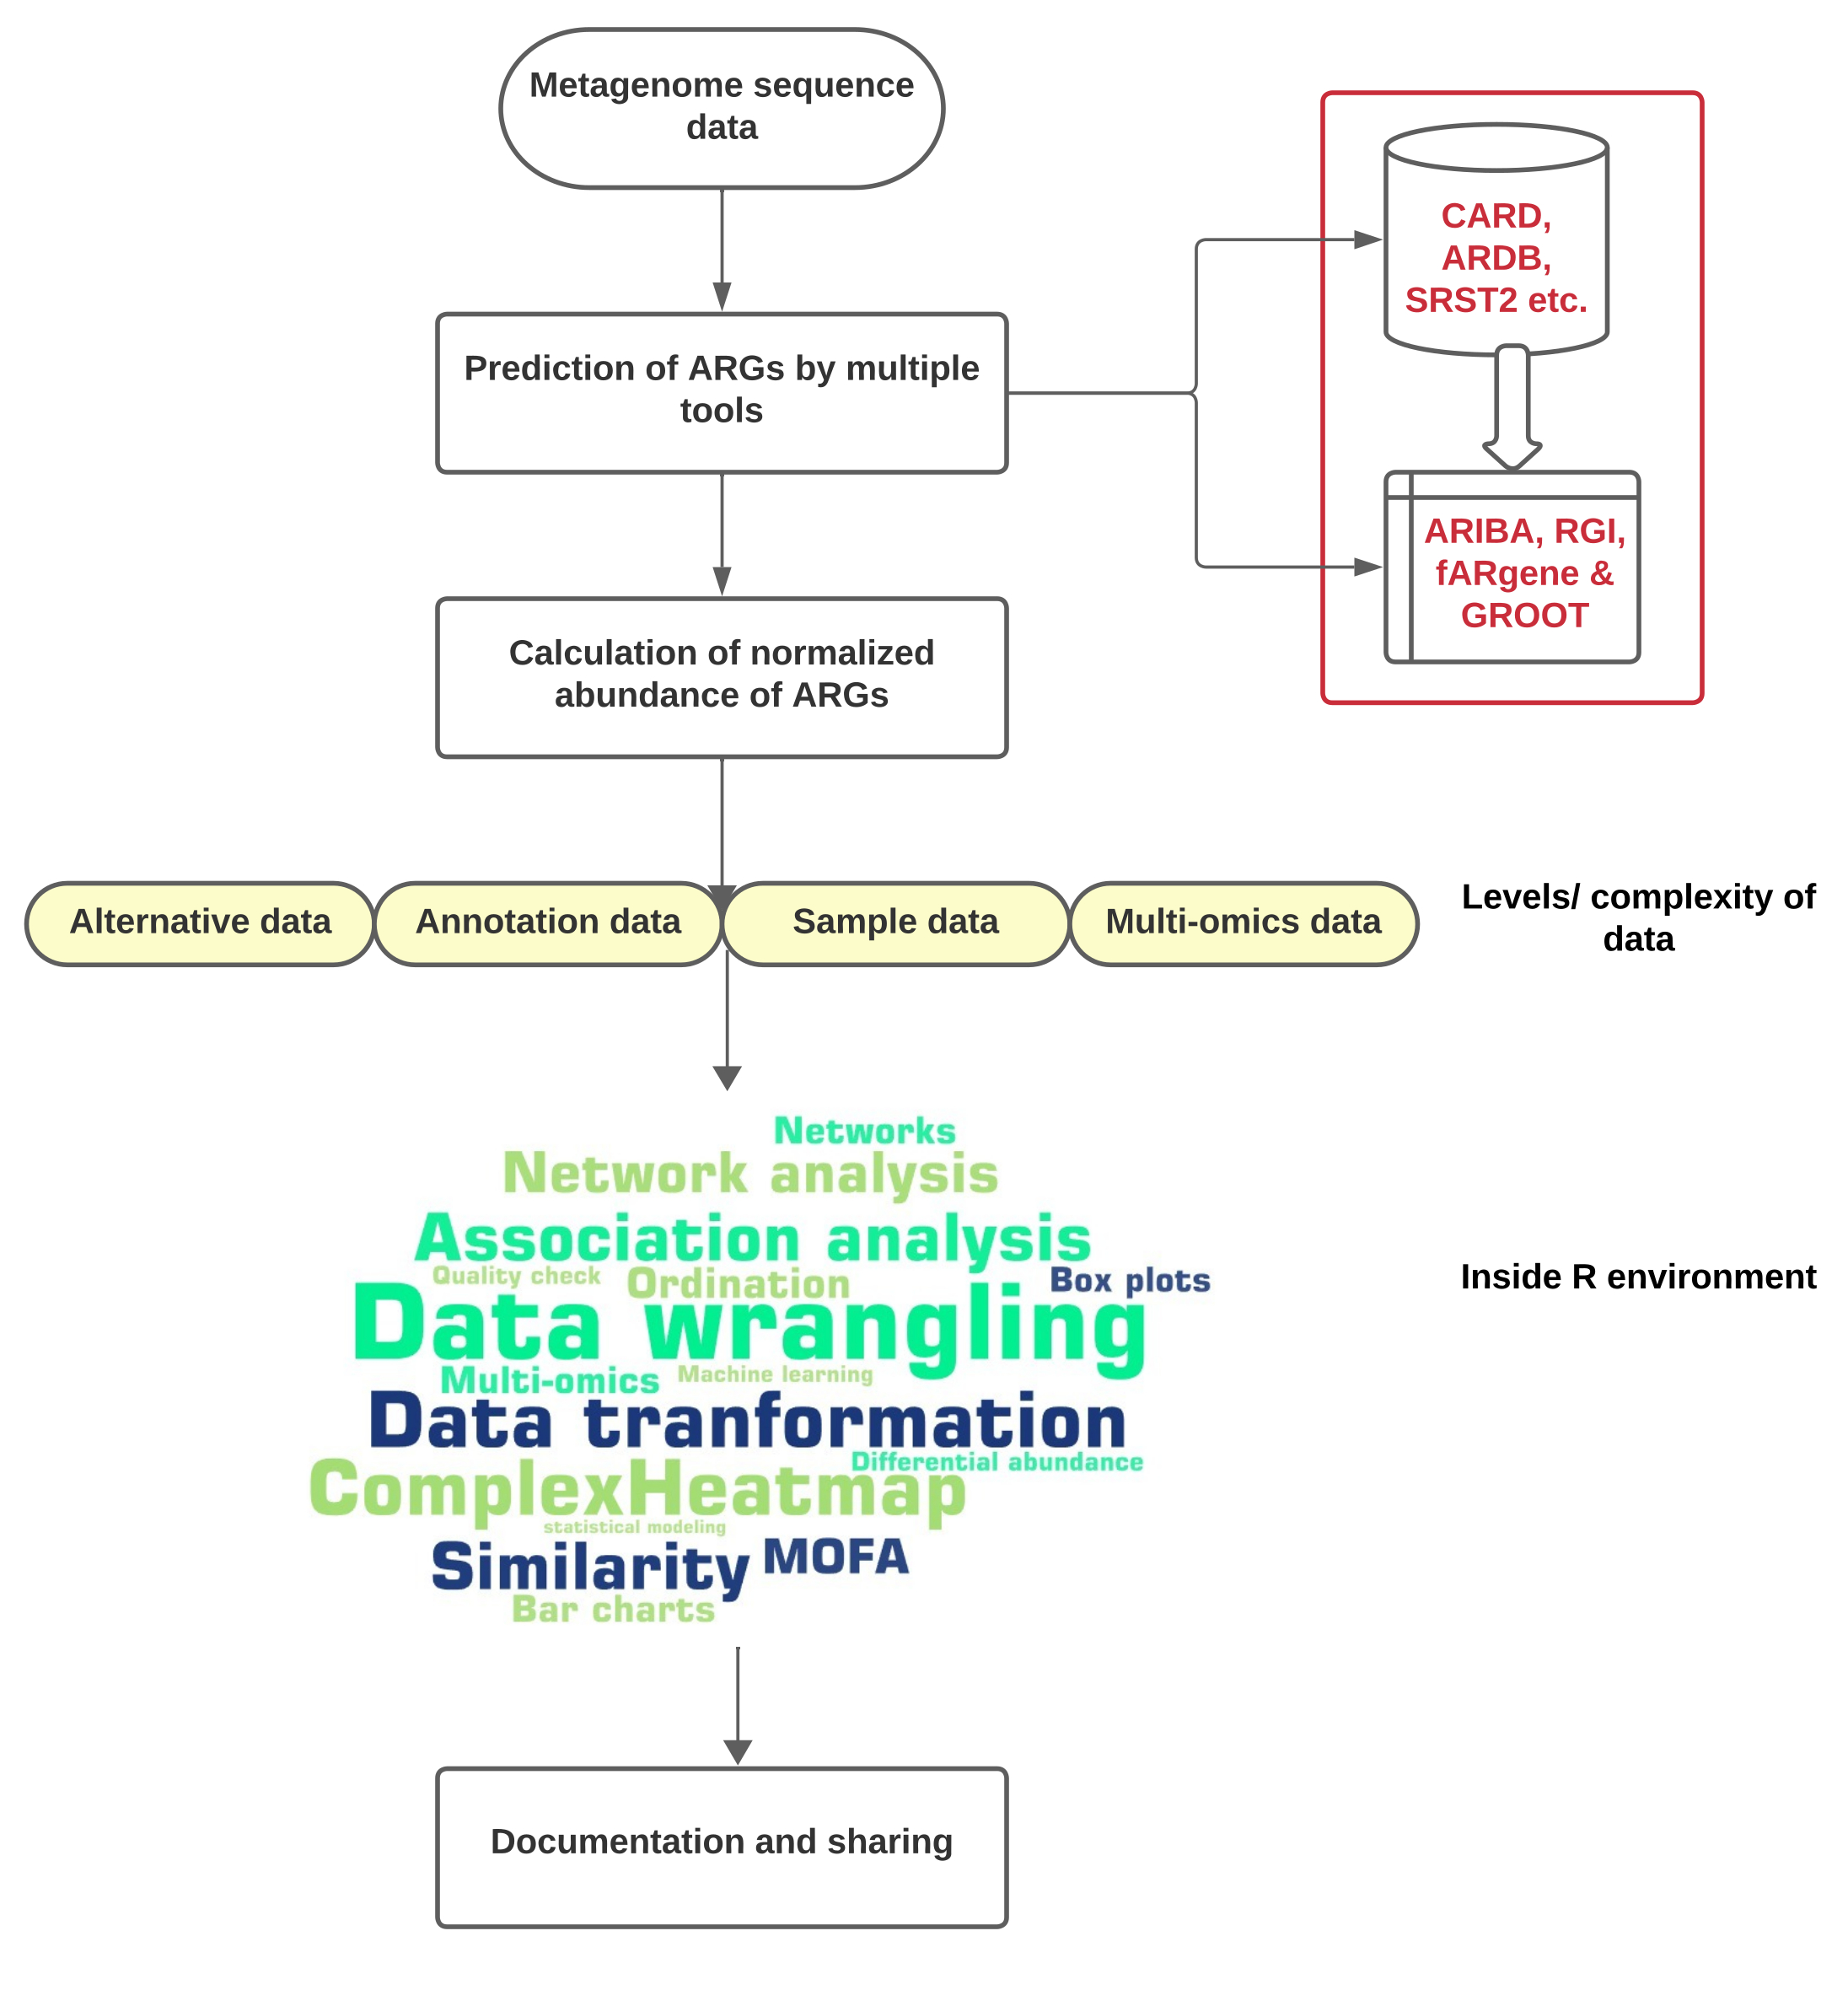 Metagenome sequence
data
CARD,
ARDB,
SRST2 etc.
Prediction of ARGs by multiple
tools
ARIBA, RGI,
fARgene &
GROOT
Calculation of normalized
abundance of ARGs
Alternative data
Annotation data
Sample data
Multi-omics data
Levels/ complexity of
data
Networks
Network analysis
Association analysis
Quality check
Ordination
Box plots
Data wrangling
Multi-omics
Machine learning
Data tranformation
Differential abundance
ComplexHeatmap
statistical modeling
Similarity
MOFA
Bar charts
Inside R environment
Documentation and sharing